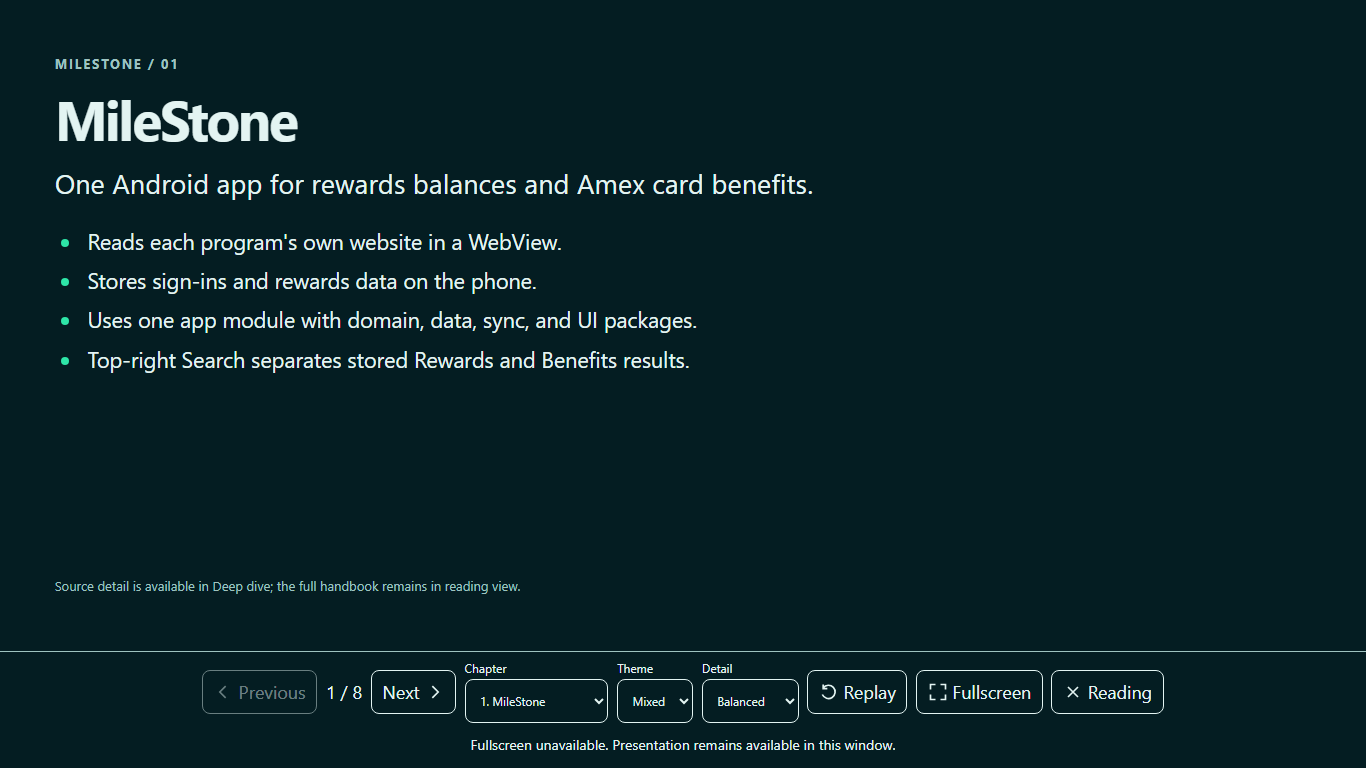 MILESTONE / 01
MileStone
One Android app for rewards balances and Amex card benefits.
Reads each program's own website in a WebView.
Stores sign-ins and rewards data on the phone.
Uses one app module with domain, data, sync, and UI packages.
Top-right Search separates stored Rewards and Benefits results.
Source detail is available in Deep dive; the full handbook remains in reading view.
Chapter
Theme
Detail
Previous
1 / 8
Next
1. MileStone
Mixed
Balanced
Replay
Fullscreen
Reading
Fullscreen unavailable. Presentation remains available in this window.